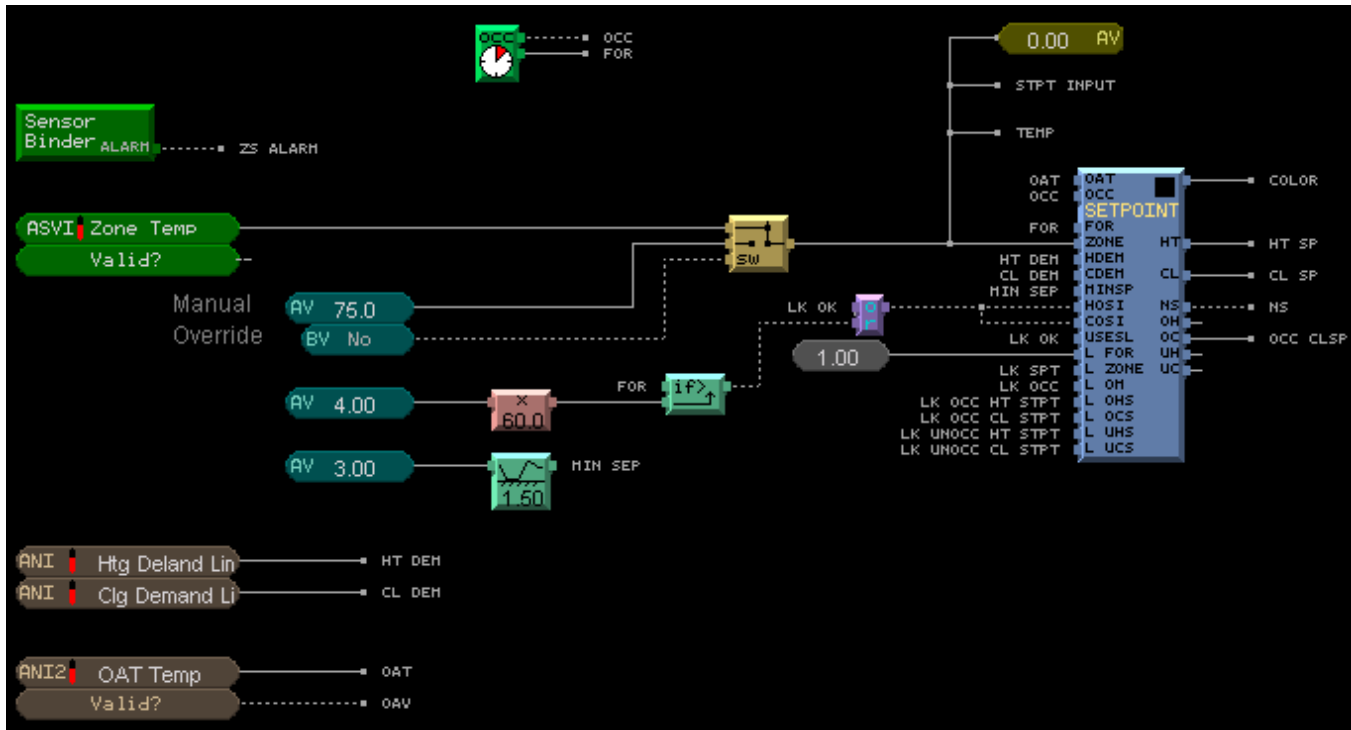 OCC
OCC
FOR
0.00 AV
STPT INPUT
TEMP
Sensor
Binder ALARM
ZS ALARM
ASVI Zone Temp
Valid?
SW
Manual
Override
AV 75.0
BV No
AV 4.00
X
60.0
FOR
if>
LK OK
or
1.00
AV 3.00
1.50
MIN SEP
OAT OAT COLOR
OCC OCC
SETPOINT
FOR FOR
ZONE HT HT SP
HT DEM HDEM
CL DEM CDEM CL CL SP
MIN SEP MINSP
HOSI NS NS
COSI OH
LK OK USESL OC OCC CLSP
L FOR UH
LK SPT L ZONE UC
LK OCC L OM
LK OCC HT STPT L OHS
LK OCC CL STPT L OCS
LK UNOCC HT STPT L UHS
LK UNOCC CL STPT L UCS
ANI Htg Deland Lin
HT DEM
ANI Clg Demand Li
CL DEM
ANI2 OAT Temp
OAT
Valid?
OAV